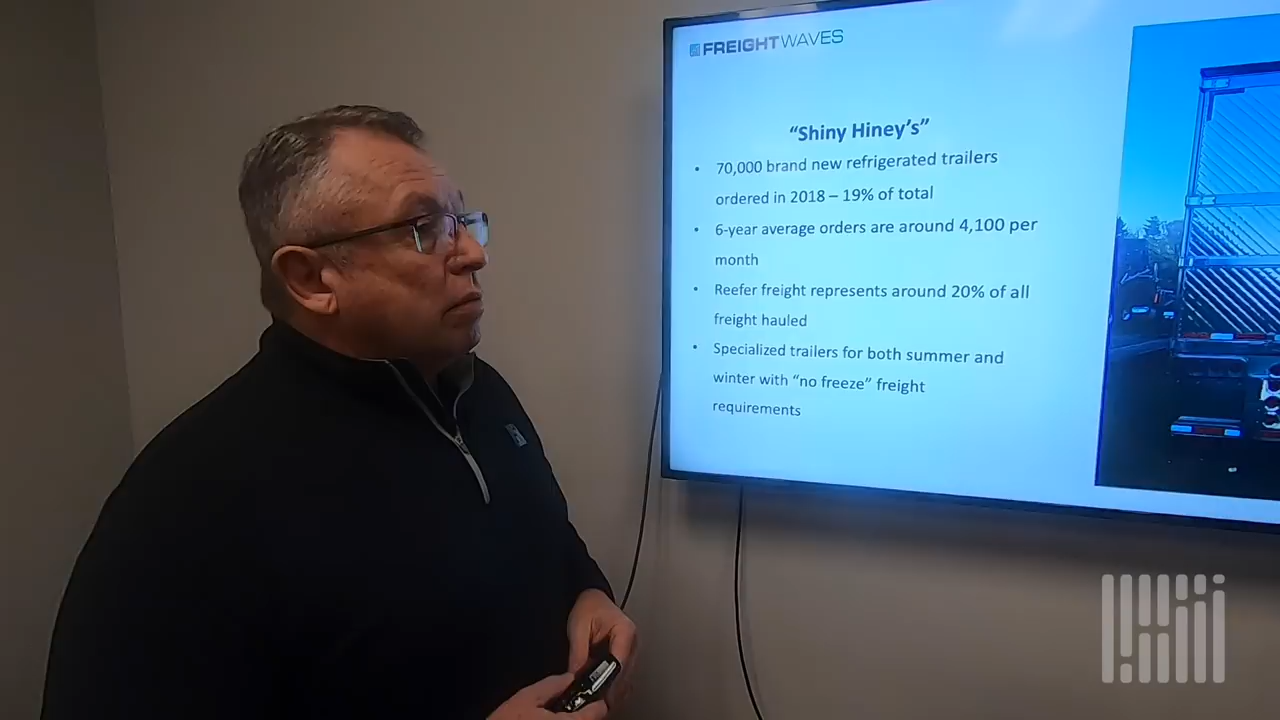 FREIGHTWAVES
“Shiny Hiney’s”
• 70,000 brand new refrigerated trailers
ordered in 2018 – 19% of total
• 6-year average orders are around 4,100 per
month
• Reefer freight represents around 20% of all
freight hauled
• Specialized trailers for both summer and
winter with “no freeze” freight
requirements